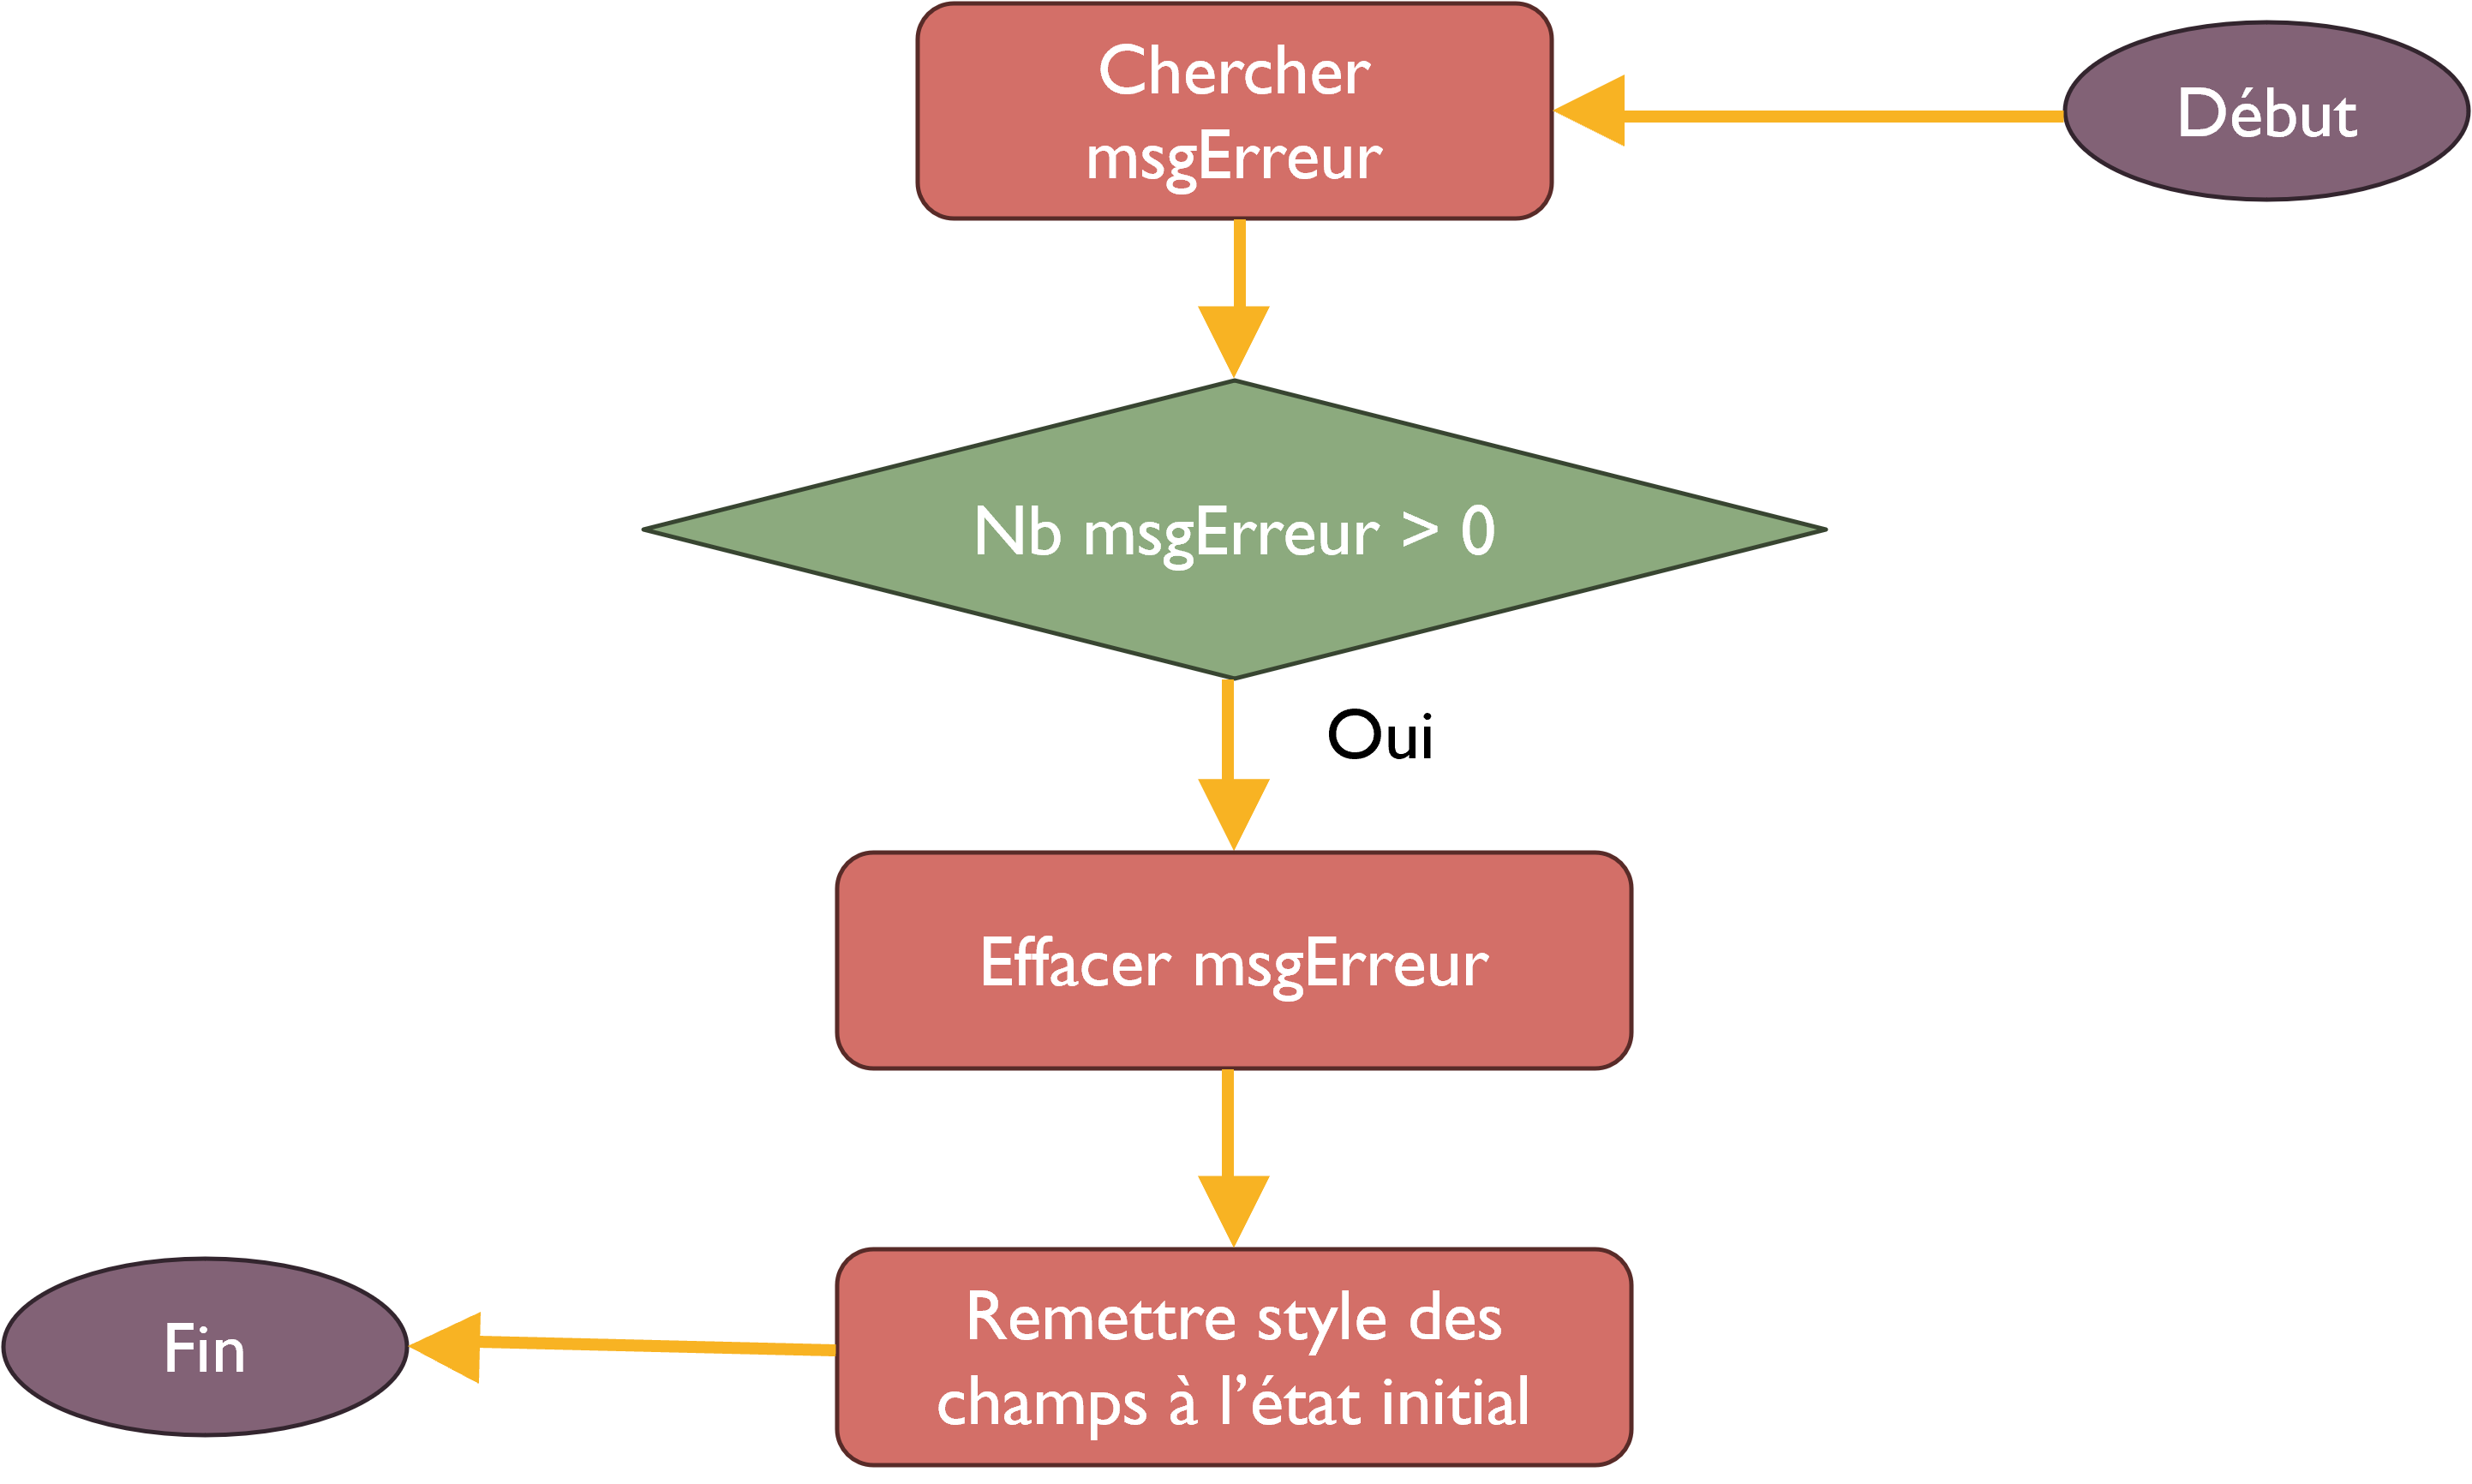 Chercher
msgErreur
Début
Nb msgErreur > 0
Oui
Effacer msgErreur
Remettre style des
champs à l'état initial
Fin